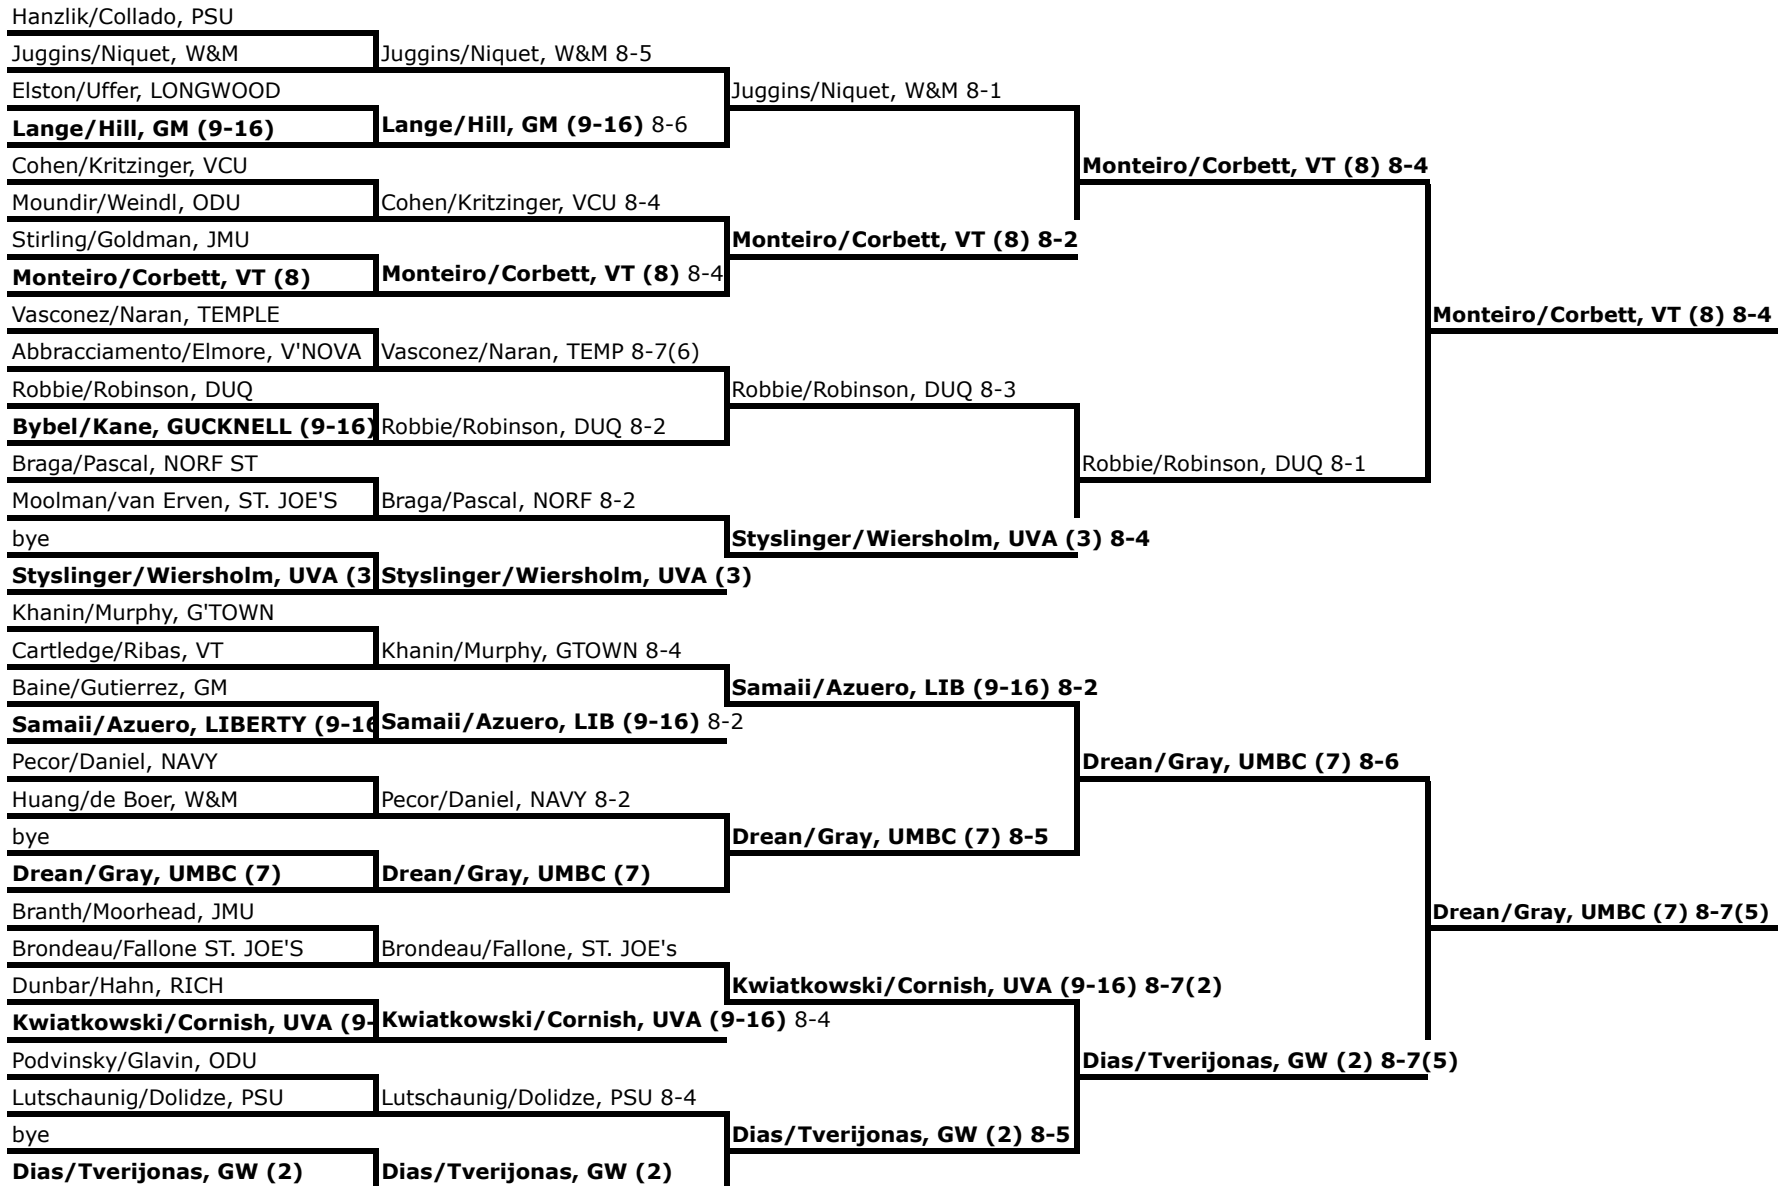 Hanzlik/Collado, PSU
Juggins/Niquet, W&M
Juggins/Niquet, W&M 8-5
Elston/Uffer, LONGWOOD
Juggins/Niquet, W&M 8-1
Lange/Hill, GM (9-16)
Lange/Hill, GM (9-16) 8-6
Cohen/Kritzinger, VCU
Monteiro/Corbett, VT (8) 8-4
Moundir/Weindl, ODU
Cohen/Kritzinger, VCU 8-4
Stirling/Goldman, JMU
Monteiro/Corbett, VT (8) 8-2
Monteiro/Corbett, VT (8)
Monteiro/Corbett, VT (8) 8-4
Vasconez/Naran, TEMPLE
Monteiro/Corbett, VT (8) 8-4
Abbracciamento/Elmore, V'NOVA
Vasconez/Naran, TEMP 8-7(6)
Robbie/Robinson, DUQ
Robbie/Robinson, DUQ 8-3
Bybel/Kane, GUCKNELL (9-16)
Robbie/Robinson, DUQ 8-2
Braga/Pascal, NORF ST
Robbie/Robinson, DUQ 8-1
Moolman/van Erven, ST. JOE'S
Braga/Pascal, NORF 8-2
bye
Styslinger/Wiersholm, UVA (3) 8-4
Styslinger/Wiersholm, UVA (3
Styslinger/Wiersholm, UVA (3)
Khanin/Murphy, G'TOWN
Cartledge/Ribas, VT
Khanin/Murphy, GTOWN 8-4
Baine/Gutierrez, GM
Samaii/Azuero, LIB (9-16) 8-2
Samaii/Azuero, LIBERTY (9-16
Samaii/Azuero, LIB (9-16) 8-2
Pecor/Daniel, NAVY
Drean/Gray, UMBC (7) 8-6
Huang/de Boer, W&M
Pecor/Daniel, NAVY 8-2
bye
Drean/Gray, UMBC (7) 8-5
Drean/Gray, UMBC (7)
Drean/Gray, UMBC (7)
Branth/Moorhead, JMU
Drean/Gray, UMBC (7) 8-7(5)
Brondeau/Fallone ST. JOE'S
Brondeau/Fallone, ST. JOE's
Dunbar/Hahn, RICH
Kwiatkowski/Cornish, UVA (9-16) 8-7(2)
Kwiatkowski/Cornish, UVA (9-
Kwiatkowski/Cornish, UVA (9-16) 8-4
Podvinsky/Glavin, ODU
Dias/Tverijonas, GW (2) 8-7(5)
Lutschaunig/Dolidze, PSU
Lutschaunig/Dolidze, PSU 8-4
bye
Dias/Tverijonas, GW (2) 8-5
Dias/Tverijonas, GW (2)
Dias/Tverijonas, GW (2)